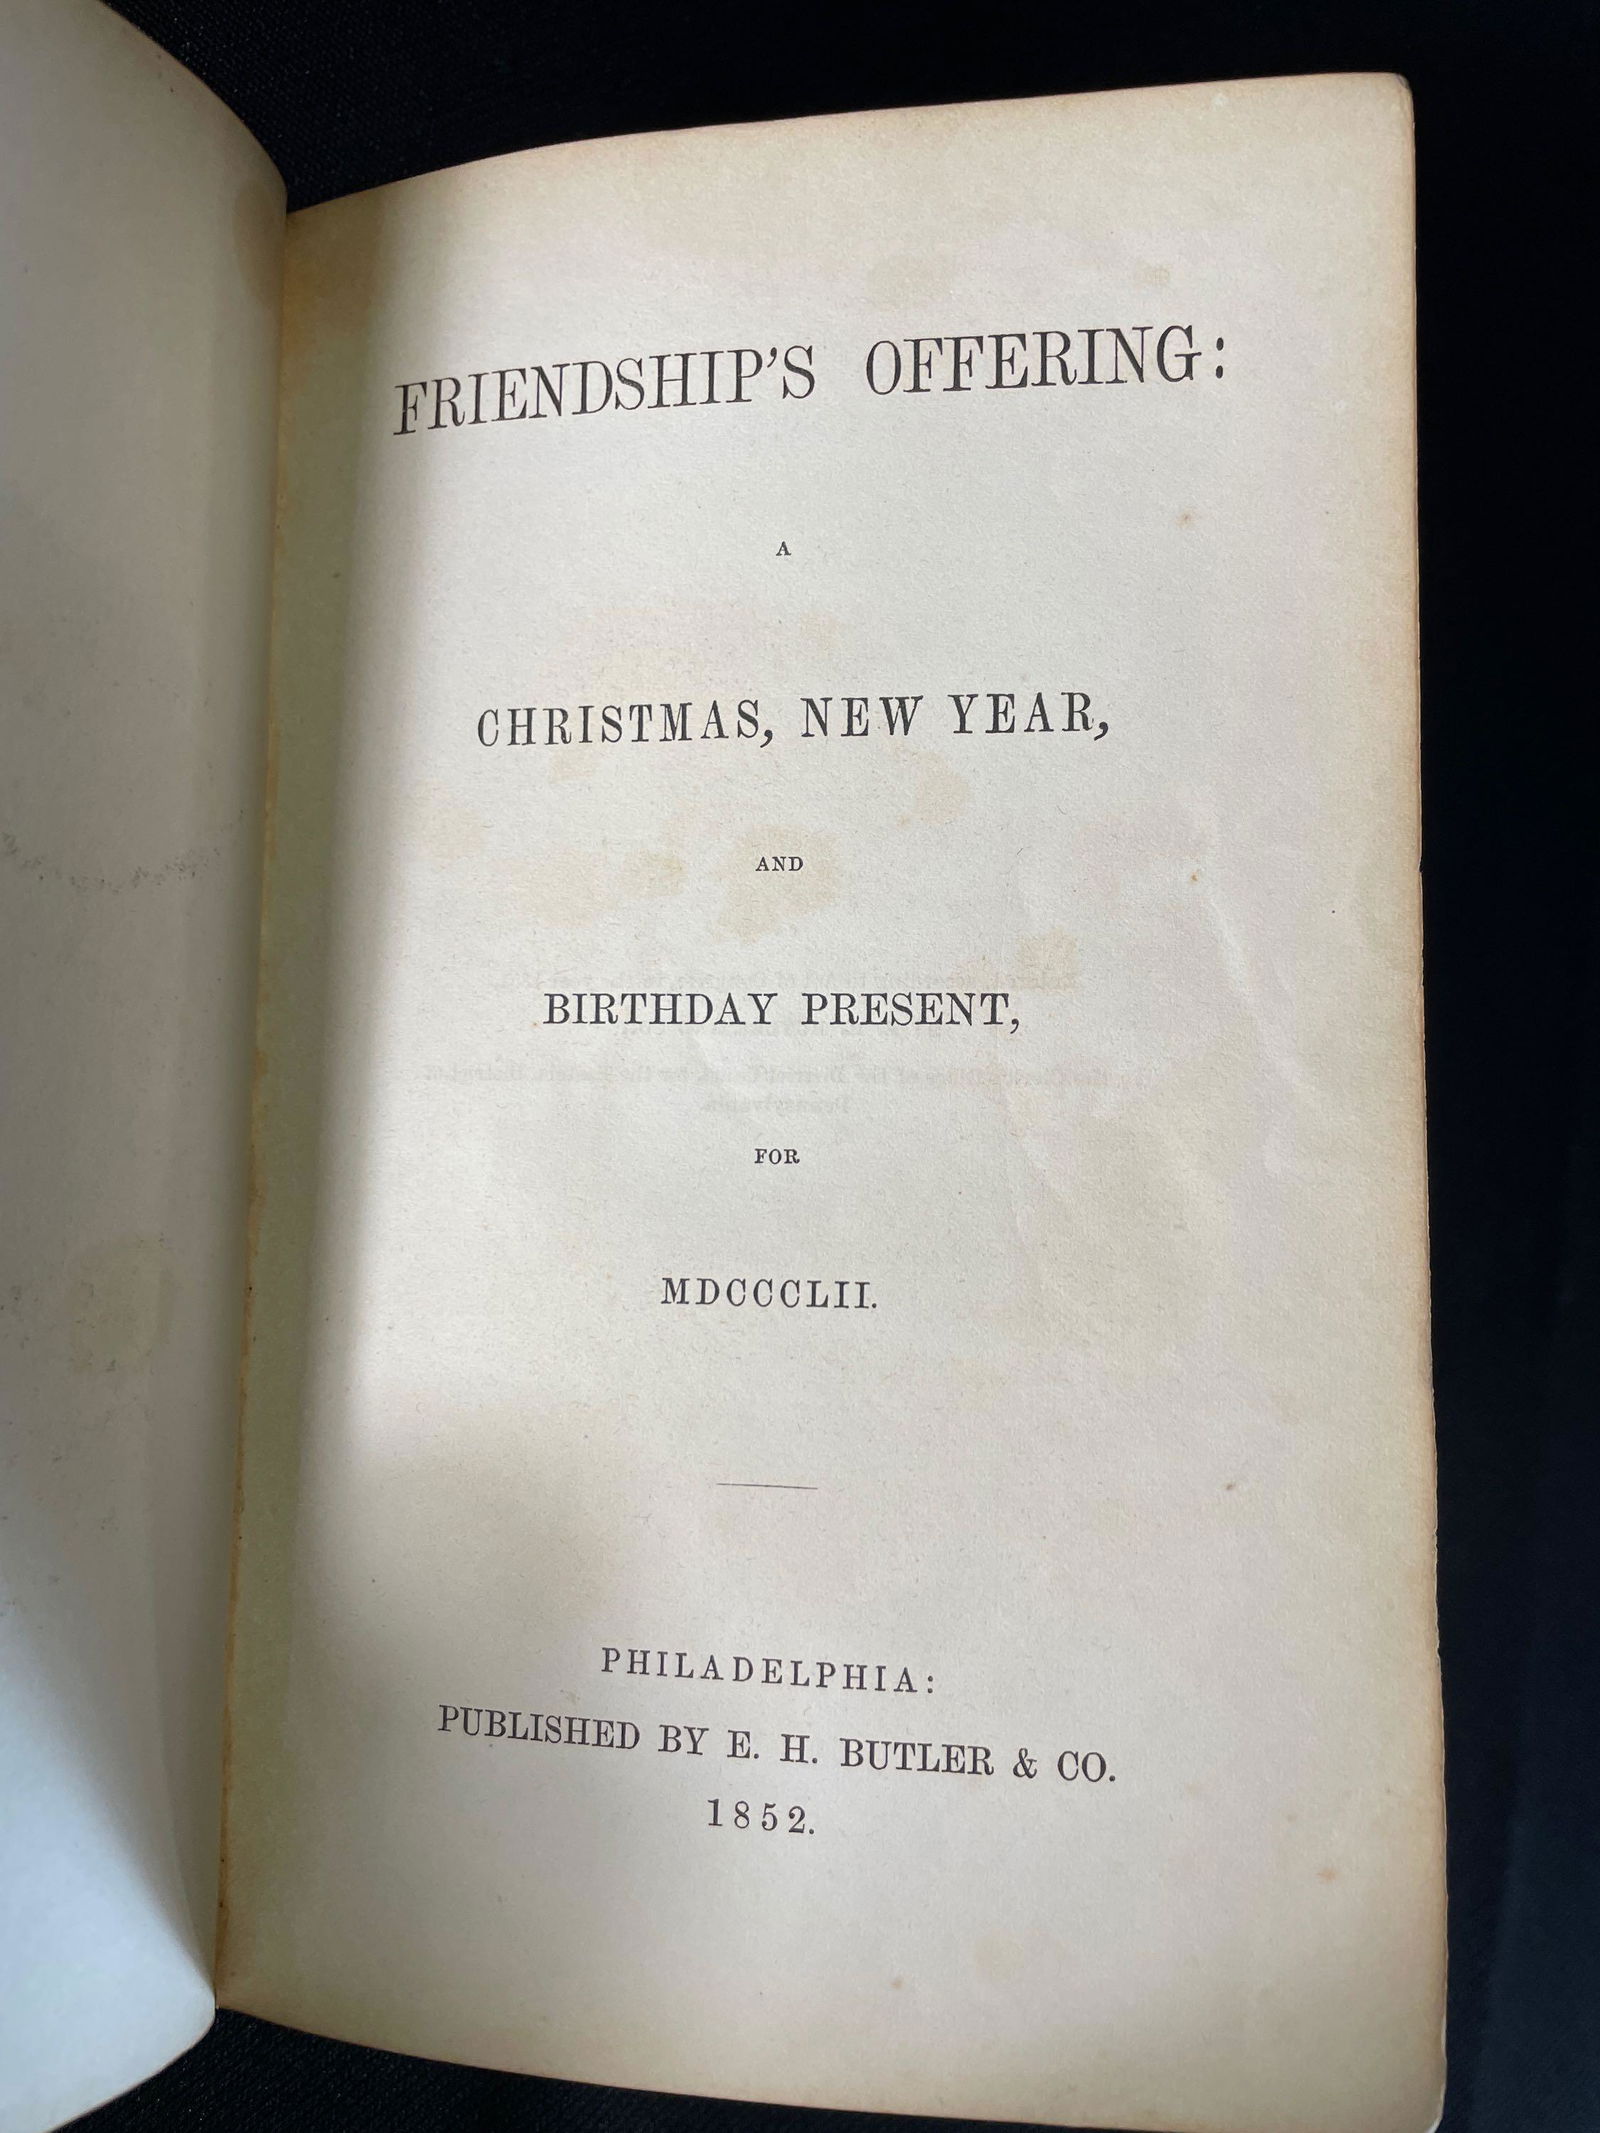 FRIENDSHIP'S OFFERING:
A
CHRISTMAS, NEW YEAR,
AND
BIRTHDAY PRESENT,
FOR
MDCCCLII.
PHILADELPHIA:
PUBLISHED BY E. H. BUTLER & CO.
1852.